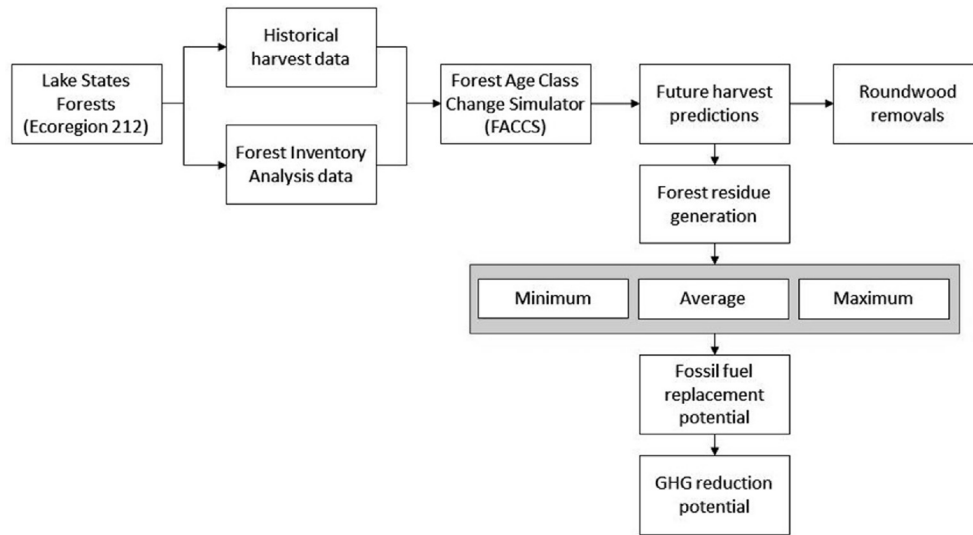 Lake States
Forests
(Ecoregion 212)
Historical
harvest data
Forest Inventory
Analysis data
Forest Age Class
Change Simulator
(FACCS)
Future harvest
predictions
Roundwood
removals
Forest residue
generation
Minimum
Average
Maximum
Fossil fuel
replacement
potential
GHG reduction
potential